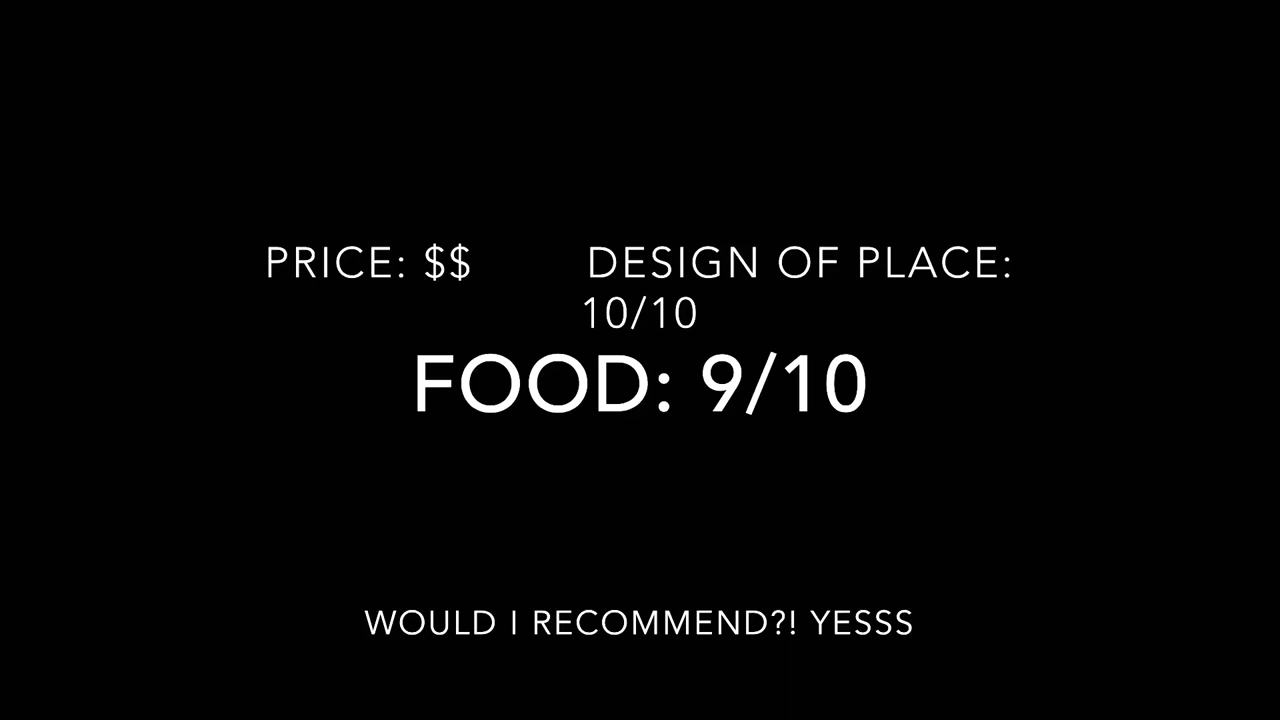 PRICE: $$ DESIGN OF PLACE:
10/10
FOOD: 9/10
WOULD I RECOMMEND?! YESSS